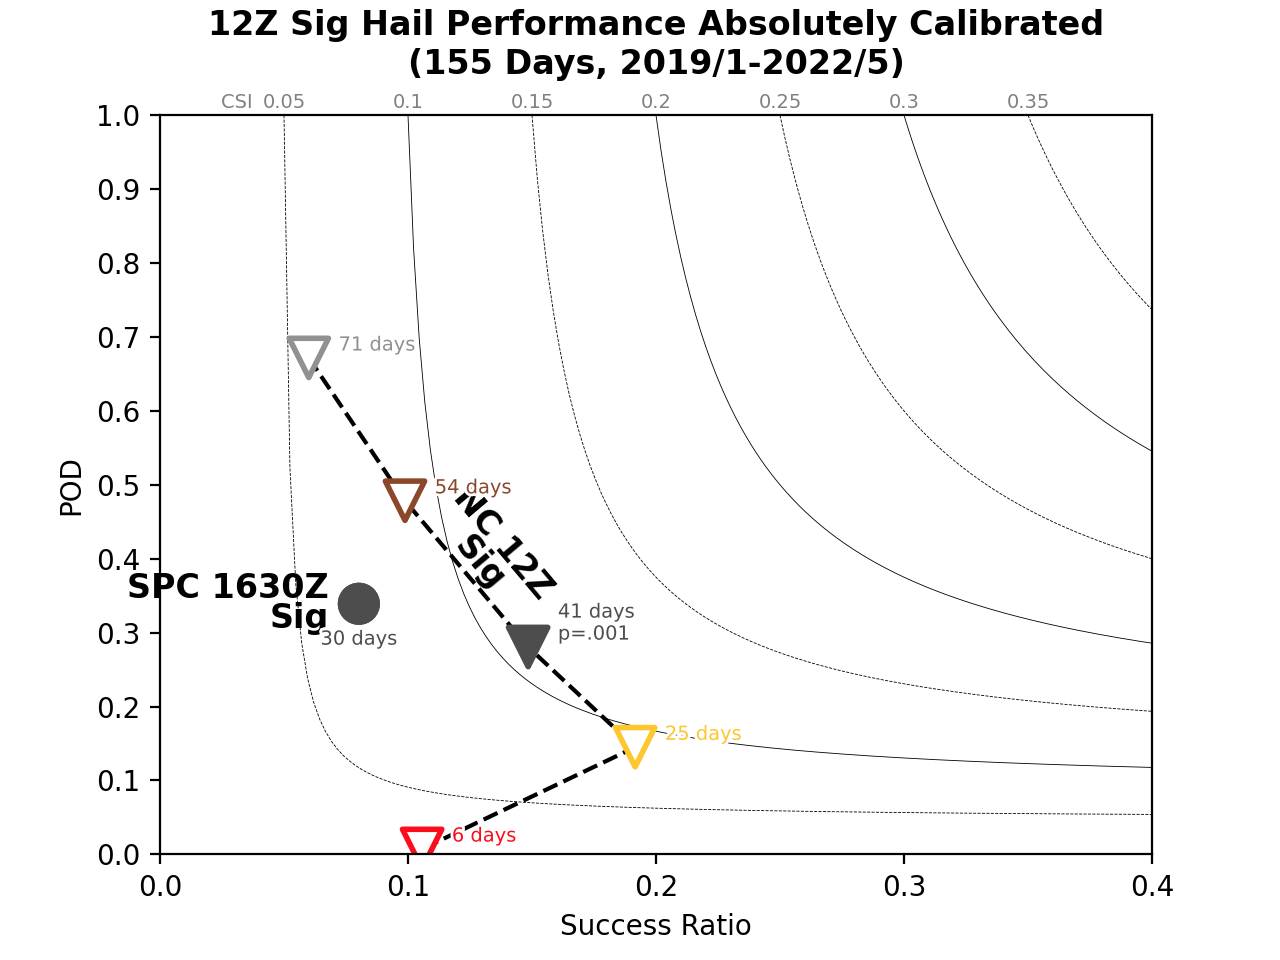 12Z Sig Hail Performance Absolutely Calibrated
(155 Days, 2019/1-2022/5)
CSI 0.05 0.1 0.15 0.2 0.25 0.3 0.35
1.0
0.9
0.8
0.7
71 days
0.6
POD
0.5
54 days
NC 12Z
Sig
0.4
SPC 1630Z
Sig
30 days
41 days
p=.001
0.3
0.2
25 days
0.1
6 days
0.0
0.0 0.1 0.2 0.3 0.4
Success Ratio